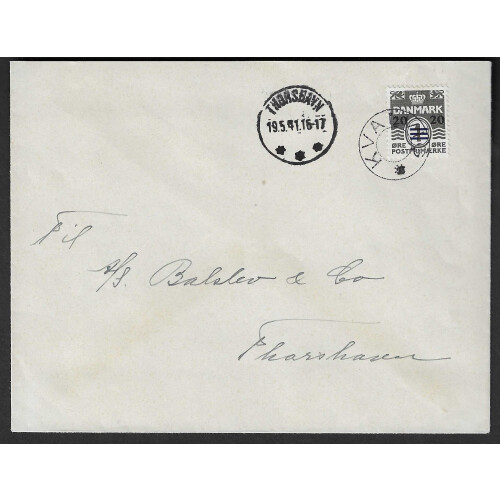 THORSHAVN
19.5.41.16-17
DANMARK
20 20
ØRE ØRE
POSTFRIMÆRKE
KVA
Til
A/S. Balslev & Co
Thorshavn